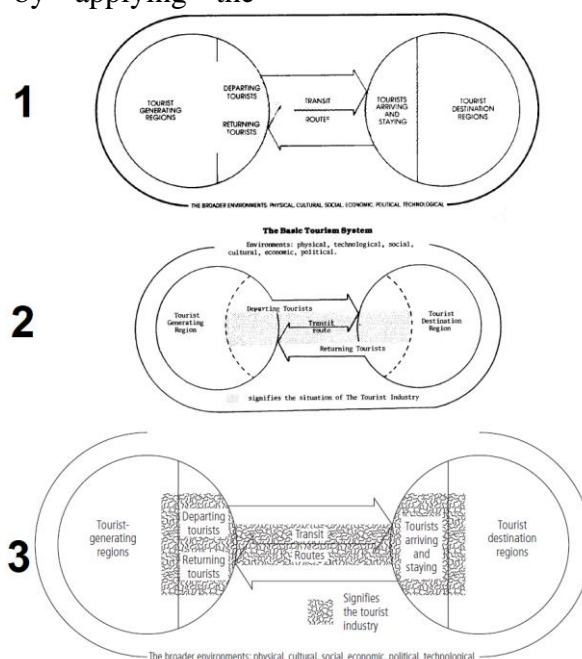 by applying the
1
TOURIST
GENERATING
REGIONS
DEPARTING
TOURISTS
RETURNING
TOURISTS
TRANSIT
ROUTE
TOURISTS
ARRIVING
AND
STAYING
TOURIST
DESTINATION
REGIONS
THE BROADER ENVIRONMENTS: PHYSICAL, CULTURAL, SOCIAL, ECONOMIC, POLITICAL, TECHNOLOGICAL
The Basic Tourism System
Environments: physical, technological, social,
cultural, economic, political.
2
Tourist
Generating
Region
Departing Tourists
Transit
route
Returning Tourists
Tourist
Destination
Region
signifies the situation of The Tourist Industry
3
Tourist-
generating
regions
Departing
tourists
Returning
tourists
Transit
Routes
Tourists
arriving
and
staying
Tourist
destination
regions
Signifies
the tourist
industry
The broader environments: physical, cultural, social, economic, political, technological